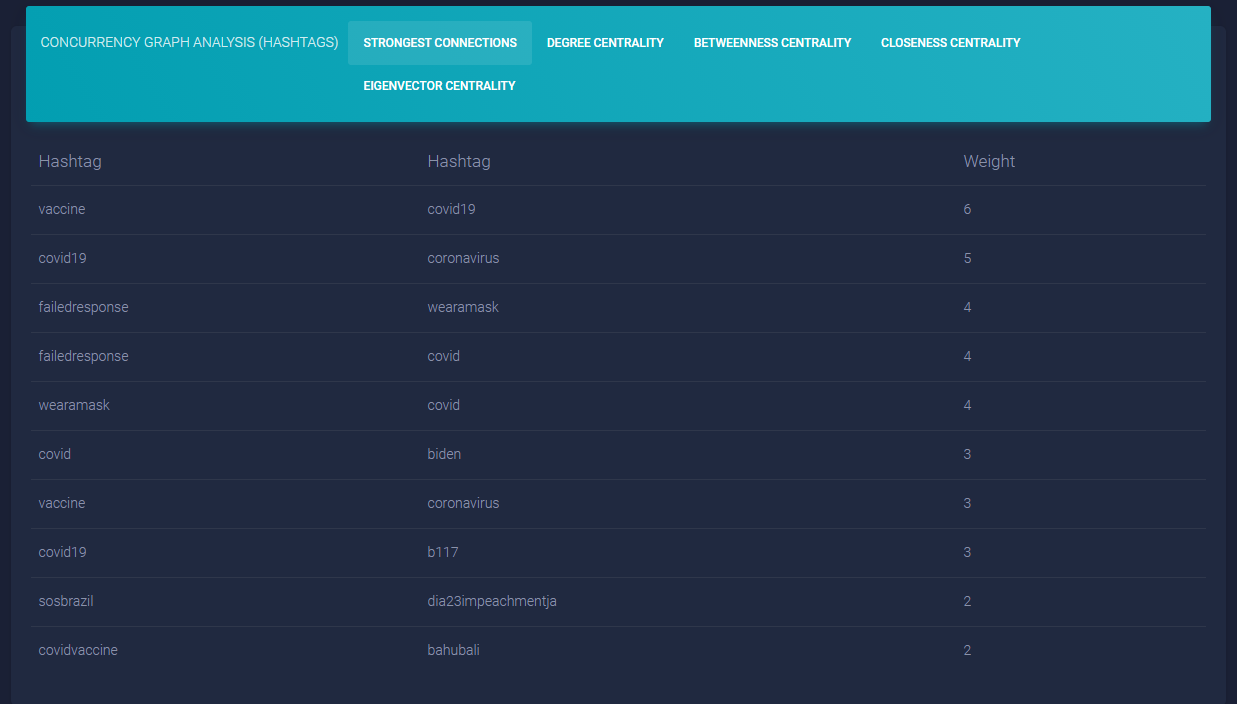 CONCURRENCY GRAPH ANALYSIS (HASHTAGS) STRONGEST CONNECTIONS DEGREE CENTRALITY BETWEENNESS CENTRALITY CLOSENESS CENTRALITY
EIGENVECTOR CENTRALITY
Hashtag Hashtag Weight
vaccine covid19 6
covid19 coronavirus 5
failedresponse wearamask 4
failedresponse covid 4
wearamask covid 4
covid biden 3
vaccine coronavirus 3
covid19 b117 3
sosbrazil dia23impeachmentja 2
covidvaccine bahubali 2